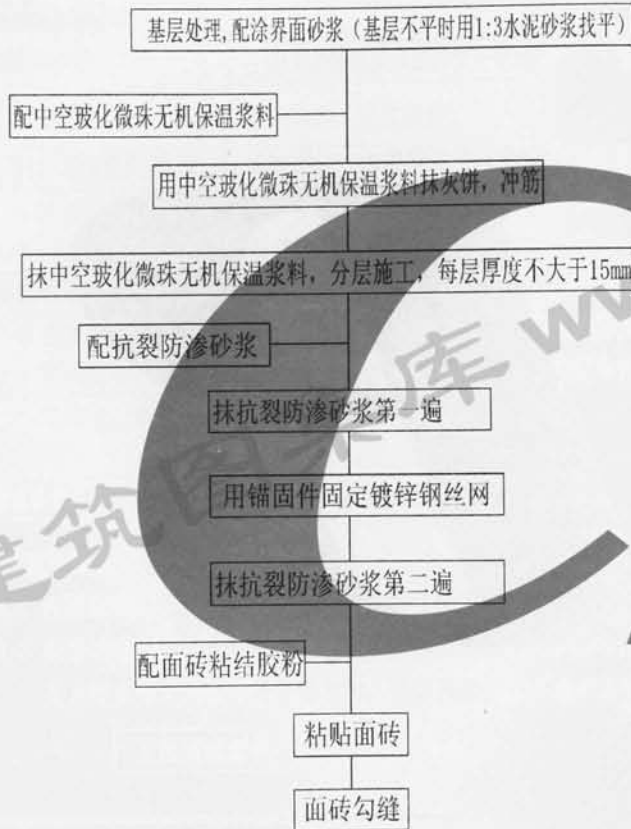 基层处理,配涂界面砂浆（基层不平时用1:3水泥砂浆找平）
配中空玻化微珠无机保温浆料
用中空玻化微珠无机保温浆料抹灰饼，冲筋
抹中空玻化微珠无机保温浆料，分层施工，每层厚度不大于15mm
配抗裂防渗砂浆
抹抗裂防渗砂浆第一遍
用锚固件固定镀锌钢丝网
抹抗裂防渗砂浆第二遍
配面砖粘结胶粉
粘贴面砖
面砖勾缝
建筑图集库 ww